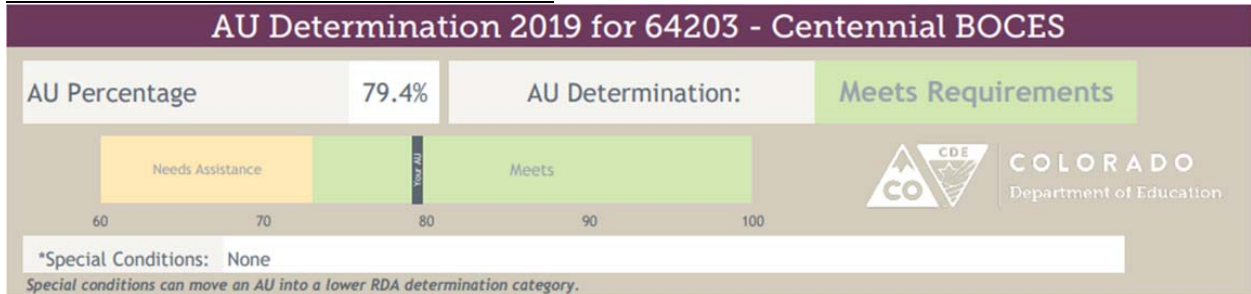 AU Determination 2019 for 64203 - Centennial BOCES
AU Percentage 79.4% AU Determination: Meets Requirements
Needs Assistance Your AU Meets
60 70 80 90 100
CO CDE COLORADO
Department of Education
*Special Conditions: None
Special conditions can move an AU into a lower RDA determination category.